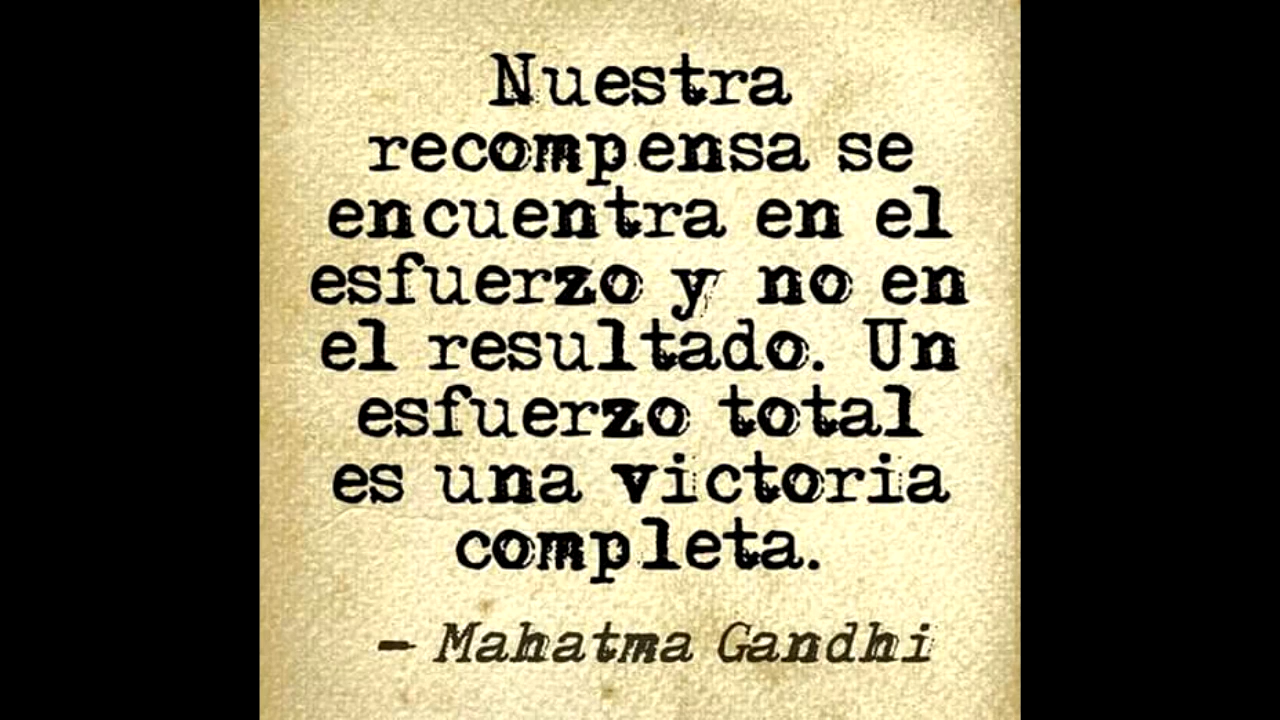 Nuestra
recompensa se
encuentra en el
esfuerzo y no en
el resultado. Un
esfuerzo total
es una victoria
completa.
- Mahatma Gandhi